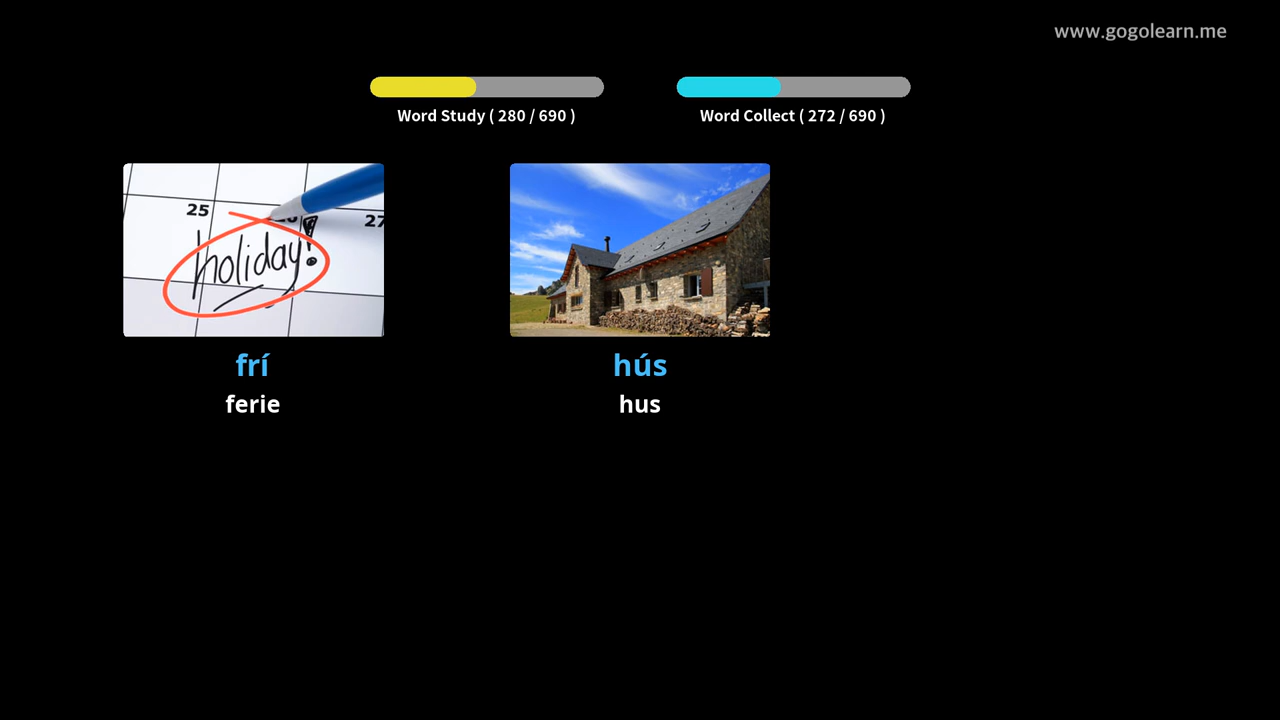 www.gogolearn.me
Word Study ( 280 / 690 )
Word Collect ( 272 / 690 )
25
27
holiday!
frí
hús
ferie
hus